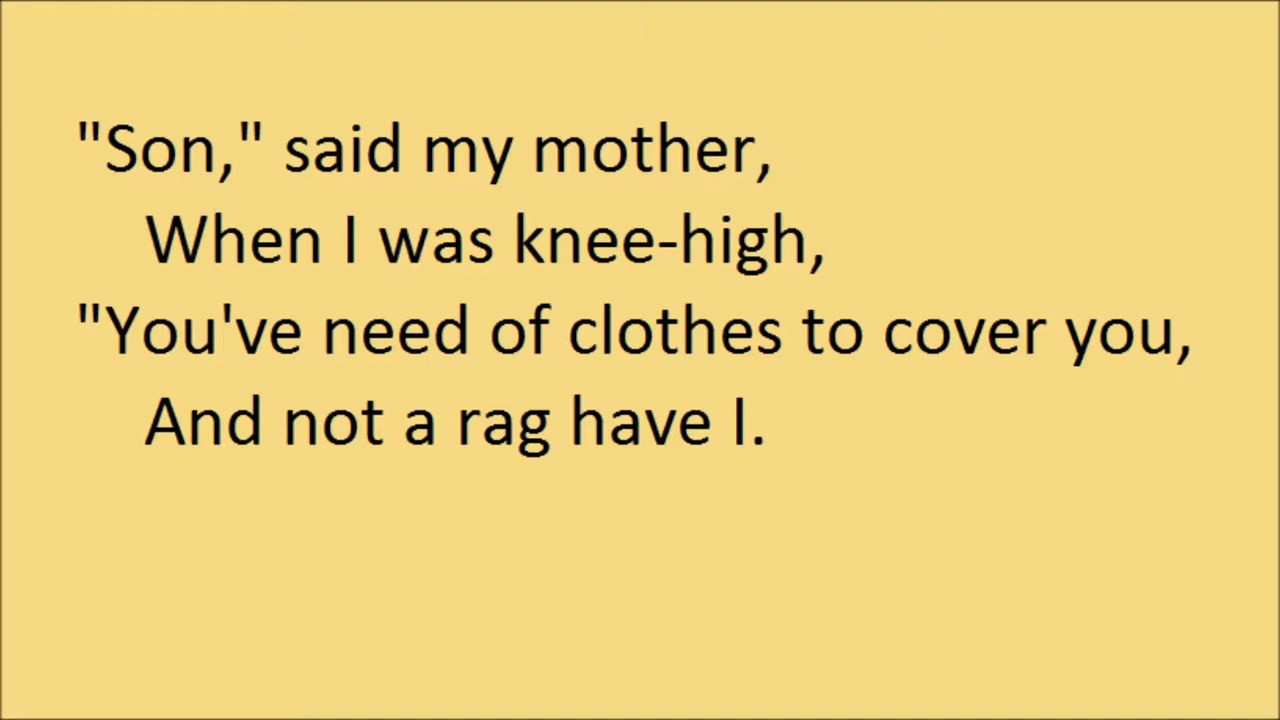 "Son," said my mother,
When I was knee-high,
"You've need of clothes to cover you,
And not a rag have I.